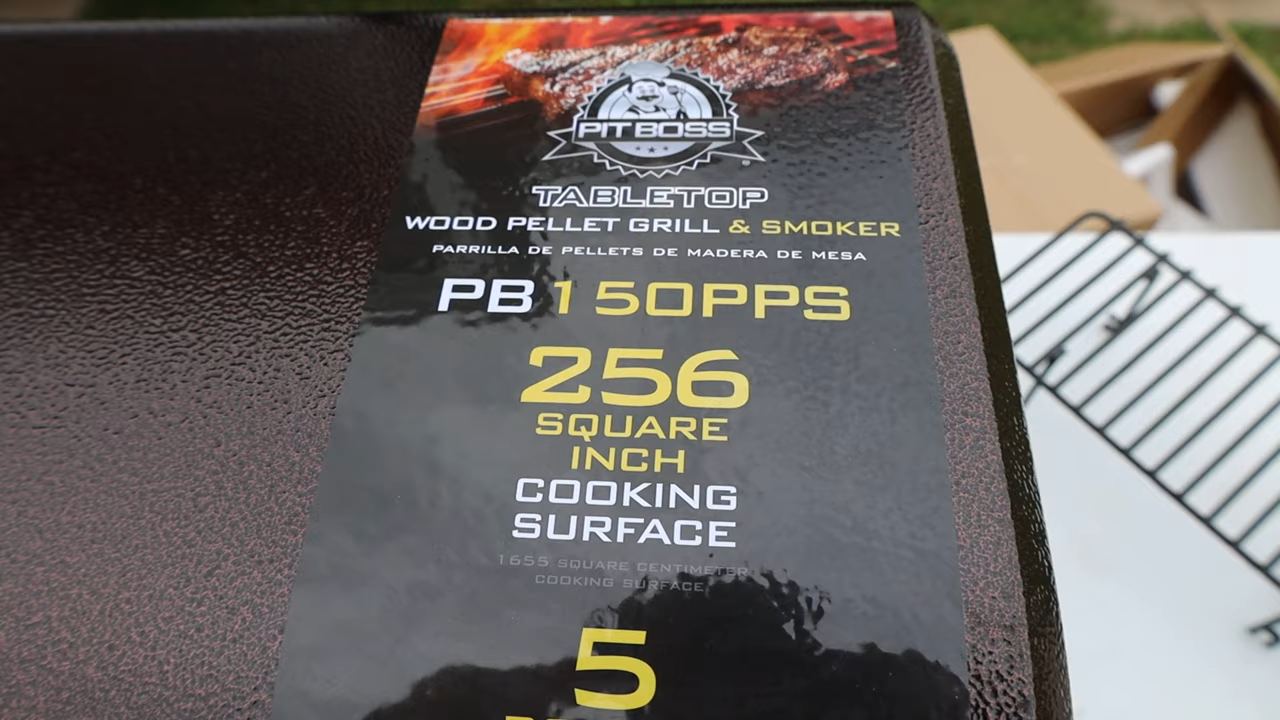 PIT BOSS
TABLETOP
WOOD PELLET GRILL & SMOKER
PARRILLA DE PELLETS DE MADERA DE MESA
PB150PPS
256
SQUARE
INCH
COOKING
SURFACE
1655 SQUARE CENTIMETER
COOKING SURFACE
5